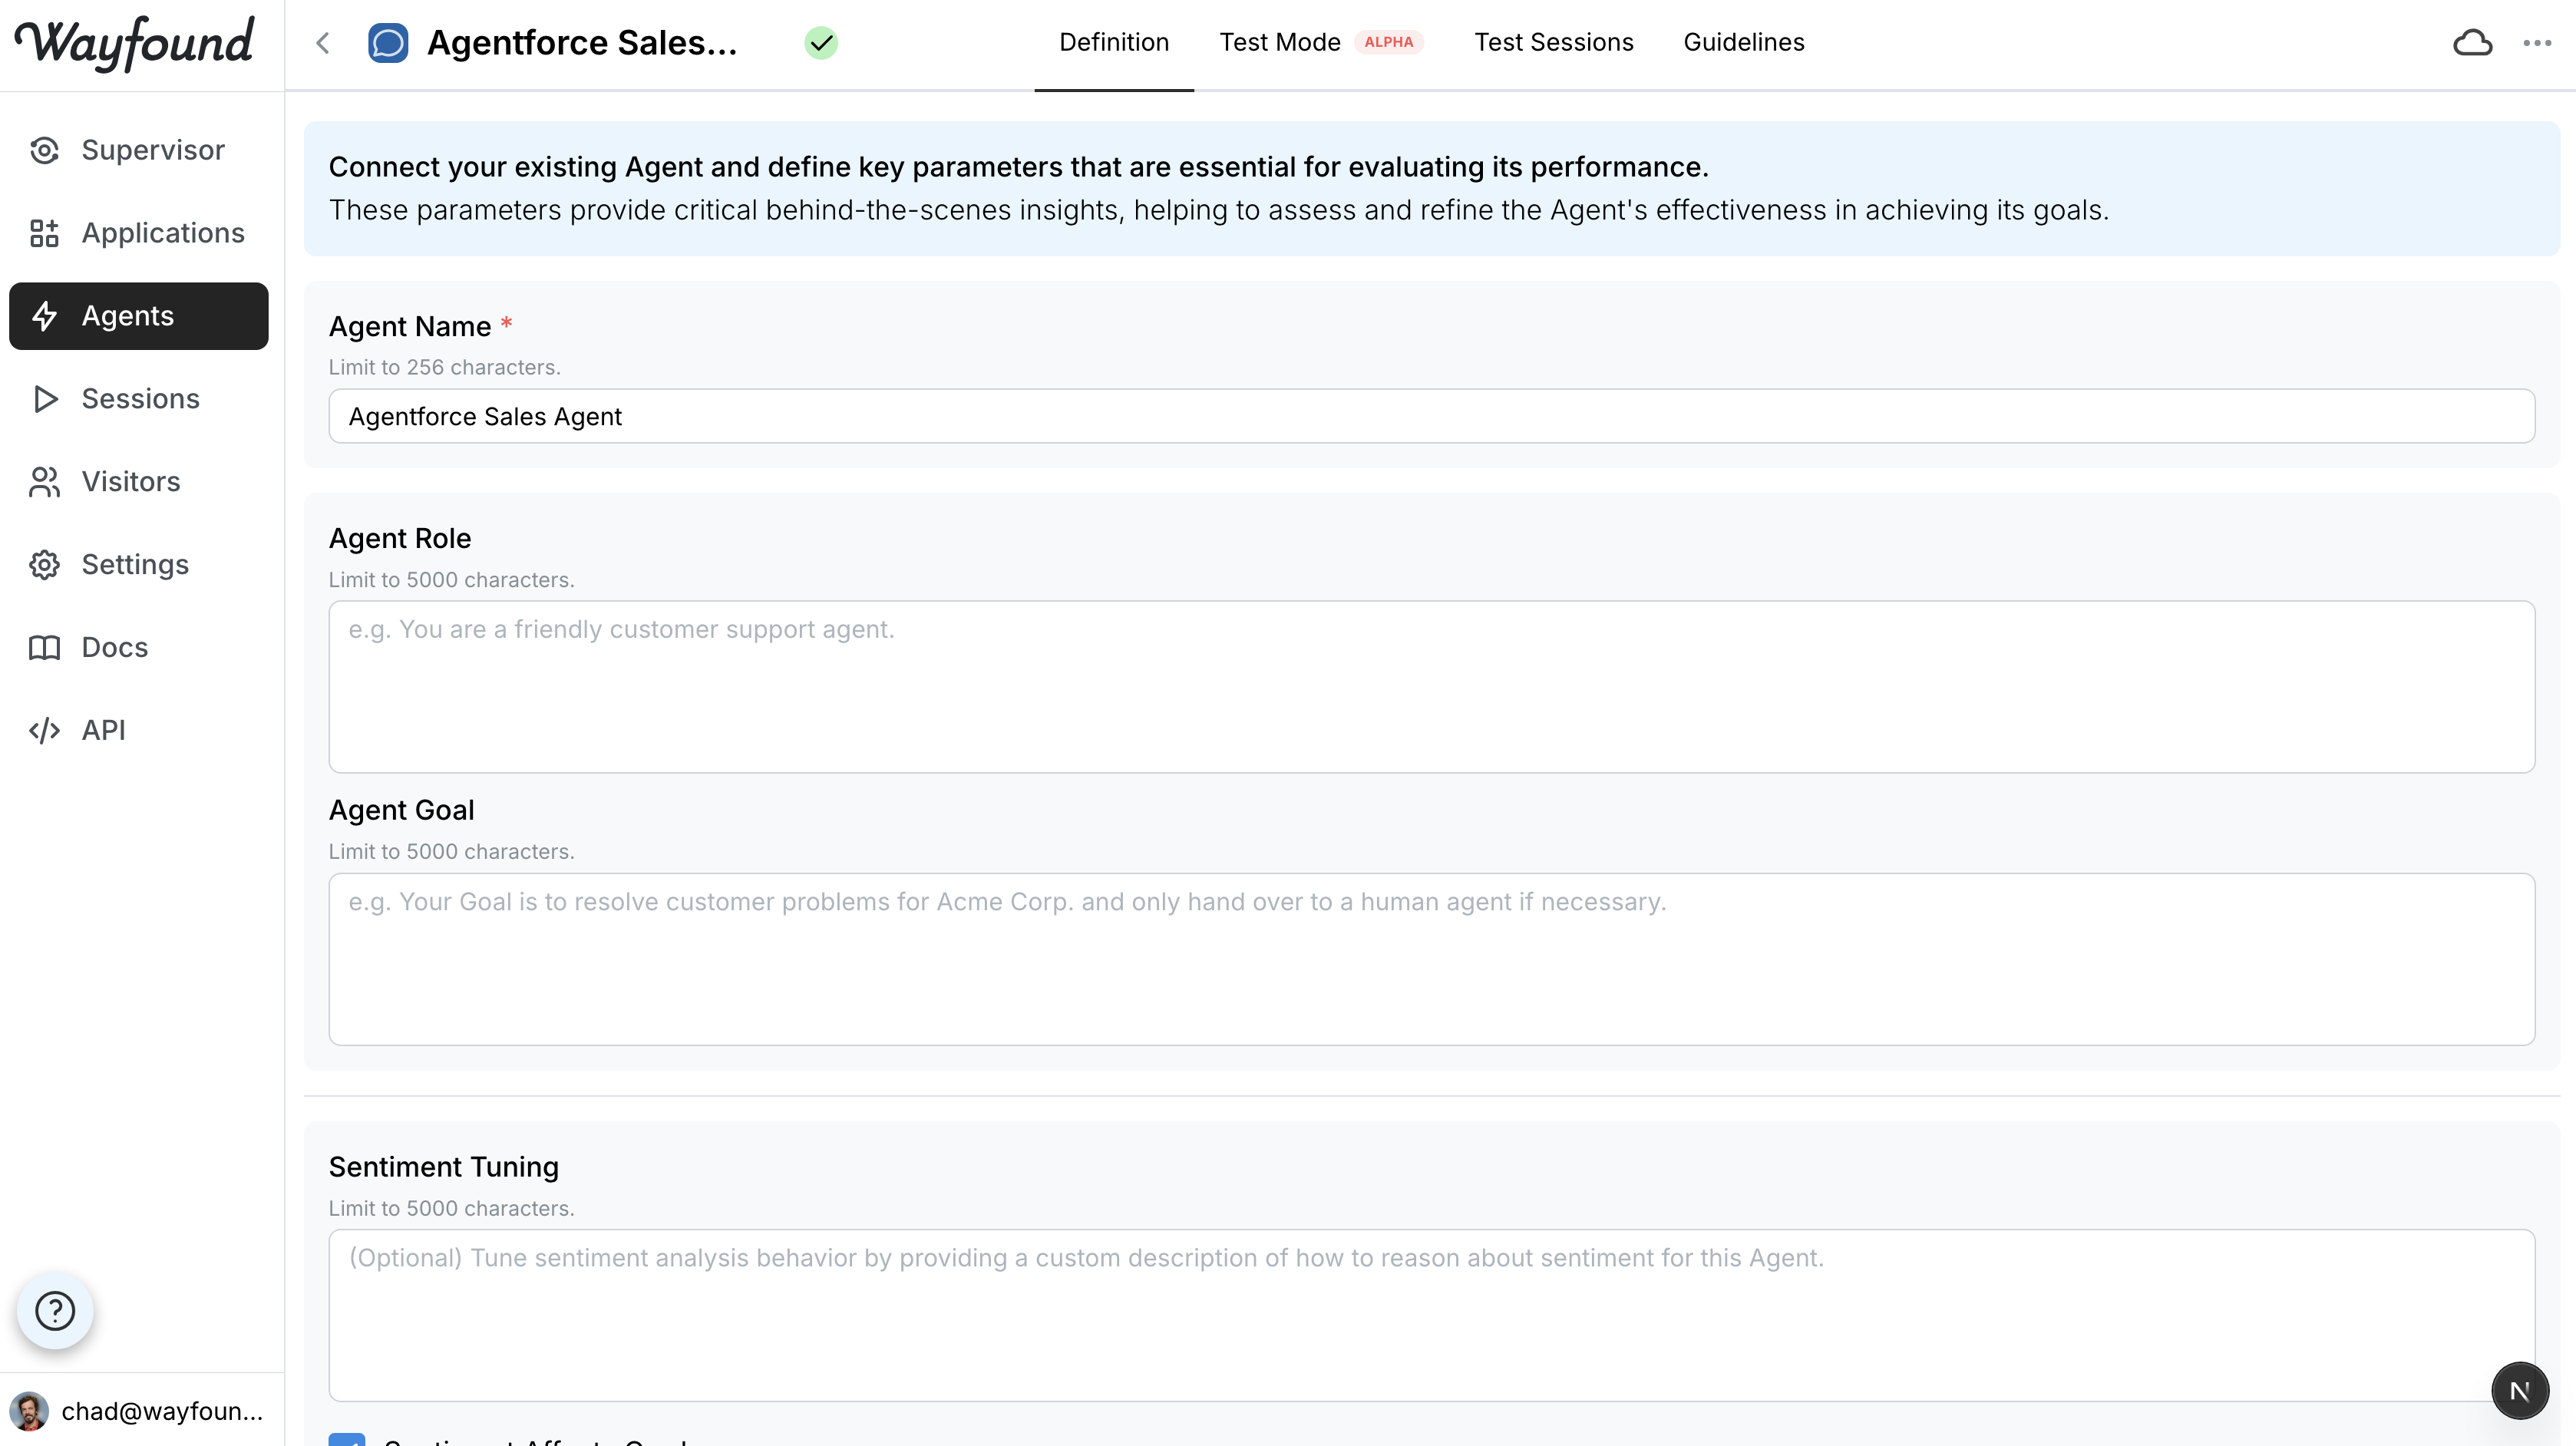 Wayfound
Agentforce Sales...
Definition
Test Mode ALPHA
Test Sessions
Guidelines
Supervisor
Applications
Agents
Sessions
Visitors
Settings
Docs
API
chad@wayfoun...
Connect your existing Agent and define key parameters that are essential for evaluating its performance.
These parameters provide critical behind-the-scenes insights, helping to assess and refine the Agent's effectiveness in achieving its goals.
Agent Name *
Limit to 256 characters.
Agentforce Sales Agent
Agent Role
Limit to 5000 characters.
e.g. You are a friendly customer support agent.
Agent Goal
Limit to 5000 characters.
e.g. Your Goal is to resolve customer problems for Acme Corp. and only hand over to a human agent if necessary.
Sentiment Tuning
Limit to 5000 characters.
(Optional) Tune sentiment analysis behavior by providing a custom description of how to reason about sentiment for this Agent.
N